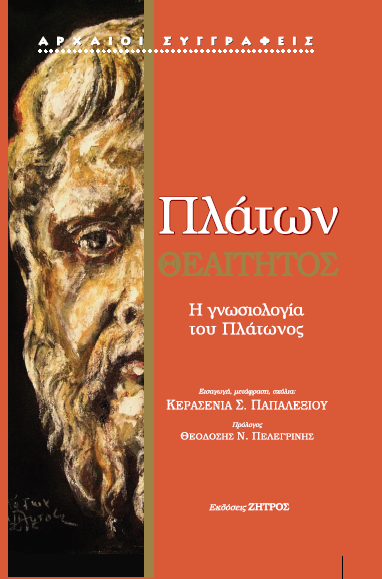 ΑΡΧΑΙΟΙ ΣΥΓΓΡΑΦΕΙΣ
Πλάτων
ΘΕΑΙΤΗΤΟΣ
Η γνωσιολογία
του Πλάτωνος
Εισαγωγή, μετάφραση, σχόλια:
ΚΕΡΑΣΕΝΙΑ Σ. ΠΑΠΑΛΕΞΙΟΥ
Πρόλογος
ΘΕΟΔΟΣΗΣ Ν. ΠΕΛΕΓΡΙΝΗΣ
Εκδόσεις ΖΗΤΡΟΣ